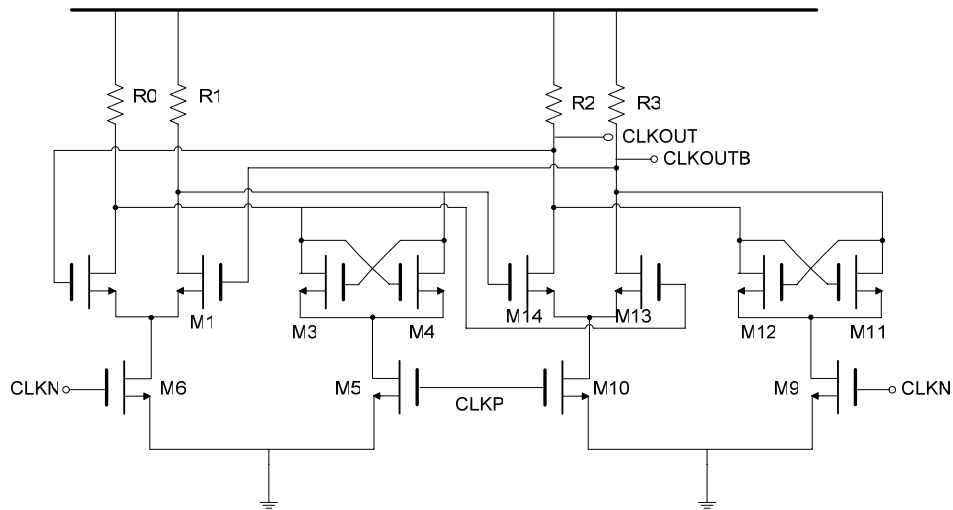 R0
R1
R2
R3
CLKOUT
CLKOUTB
M1
M3
M4
M14
M13
M12
M11
CLKN
M6
M5
CLKP
M10
M9
CLKN